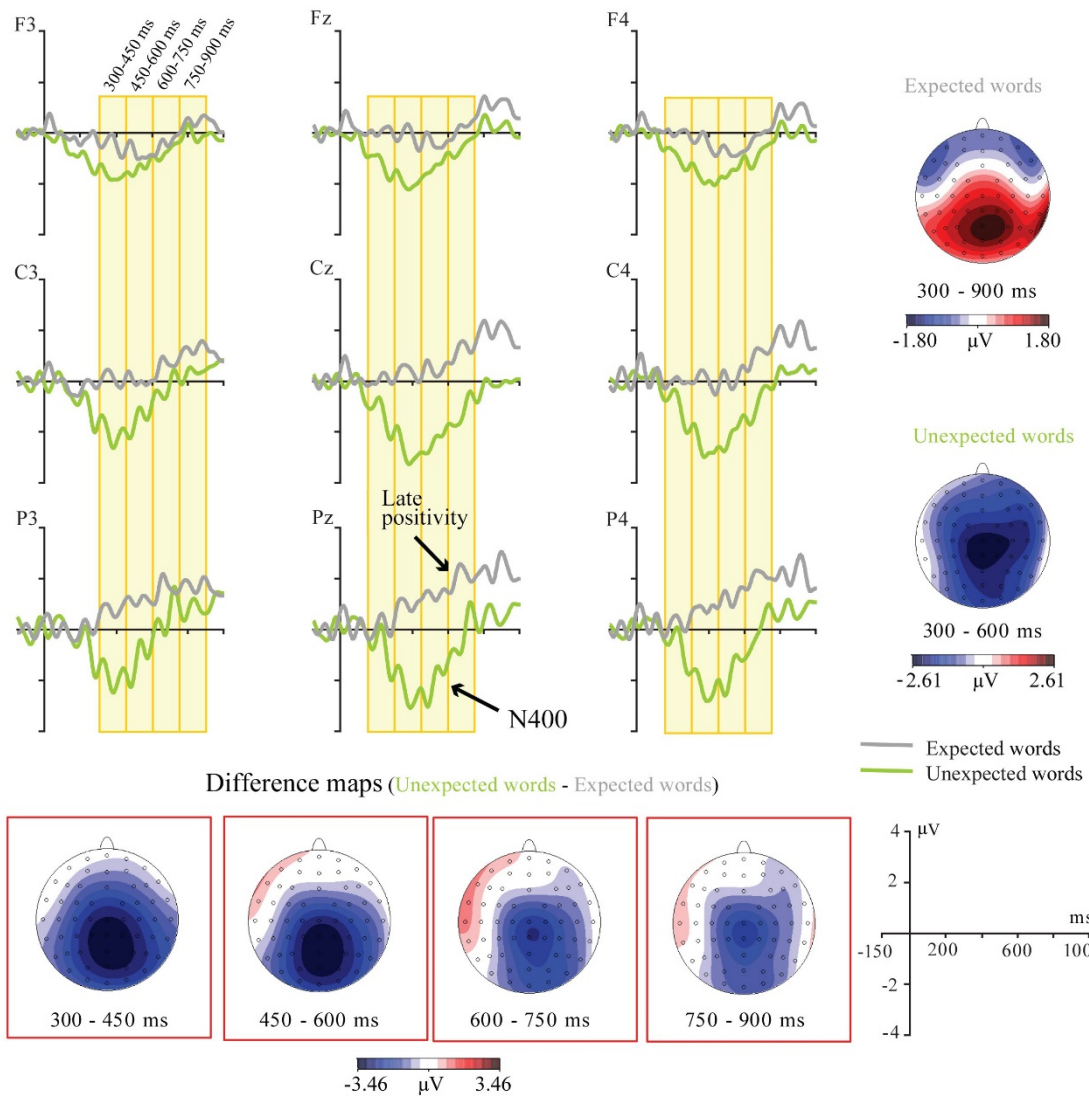 F3
300-450 ms
450-600 ms
600-750 ms
750-900 ms
Fz
F4
Expected words
300 - 900 ms
-1.80 µV 1.80
C3
Cz
C4
Unexpected words
300 - 600 ms
-2.61 µV 2.61
P3
Pz
P4
Late
positivity
N400
Expected words
Unexpected words
Difference maps (Unexpected words - Expected words)
300 - 450 ms
450 - 600 ms
600 - 750 ms
750 - 900 ms
-3.46 µV 3.46
4 µV
2
ms
-150 200 600 100
-2
-4